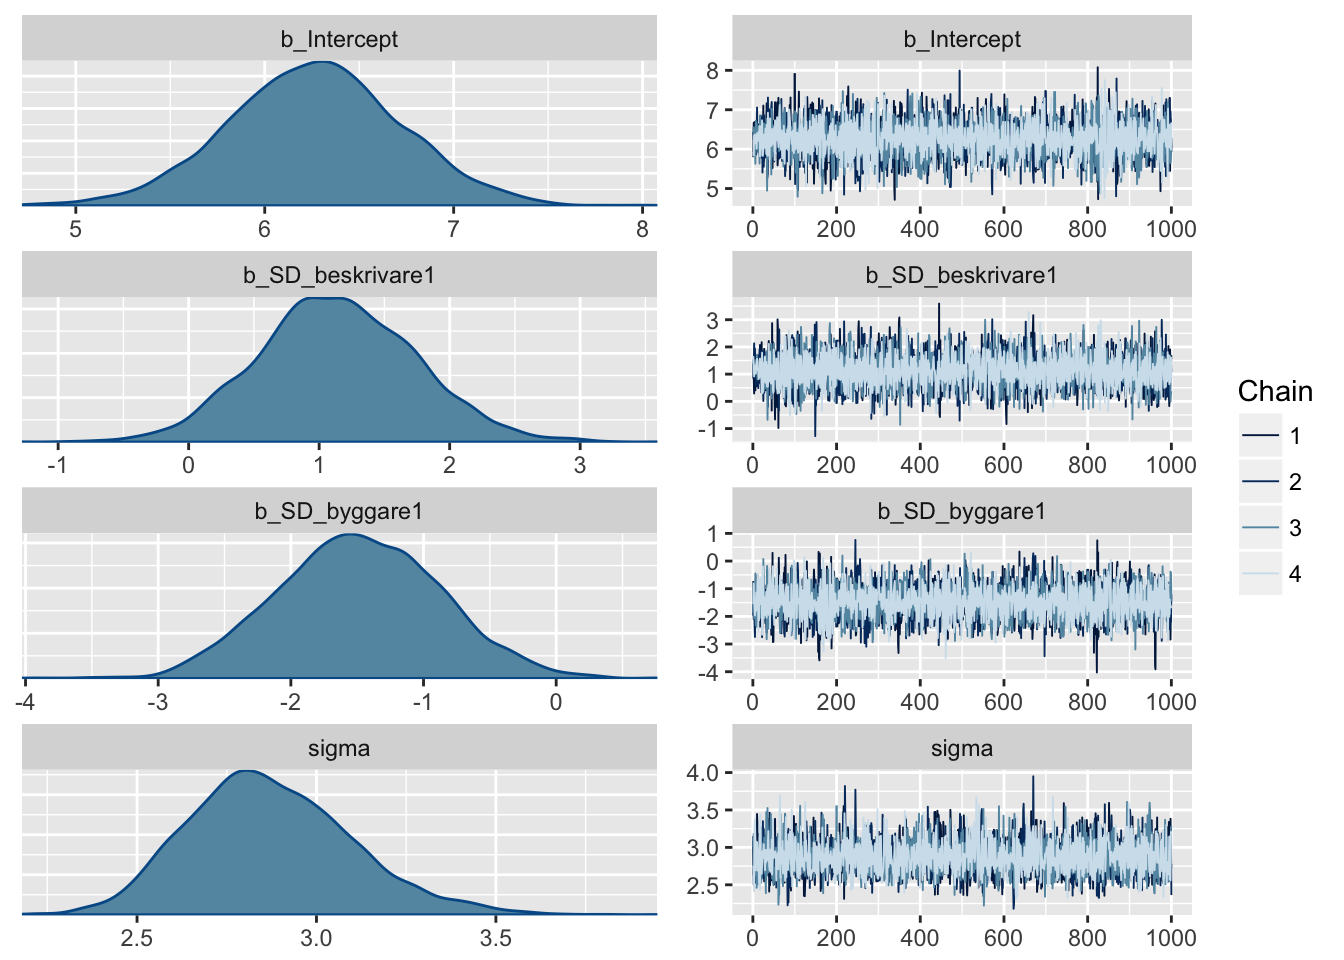 b_Intercept
5 6 7 8
b_Intercept
8
7
6
5
0 200 400 600 800 1000
b_SD_beskrivare1
-1 0 1 2 3
b_SD_beskrivare1
3
2
1
0
-1
0 200 400 600 800 1000
b_SD_byggare1
-4 -3 -2 -1 0
b_SD_byggare1
1
0
-1
-2
-3
-4
0 200 400 600 800 1000
sigma
2.5 3.0 3.5
sigma
4.0
3.5
3.0
2.5
0 200 400 600 800 1000
Chain
1
2
3
4